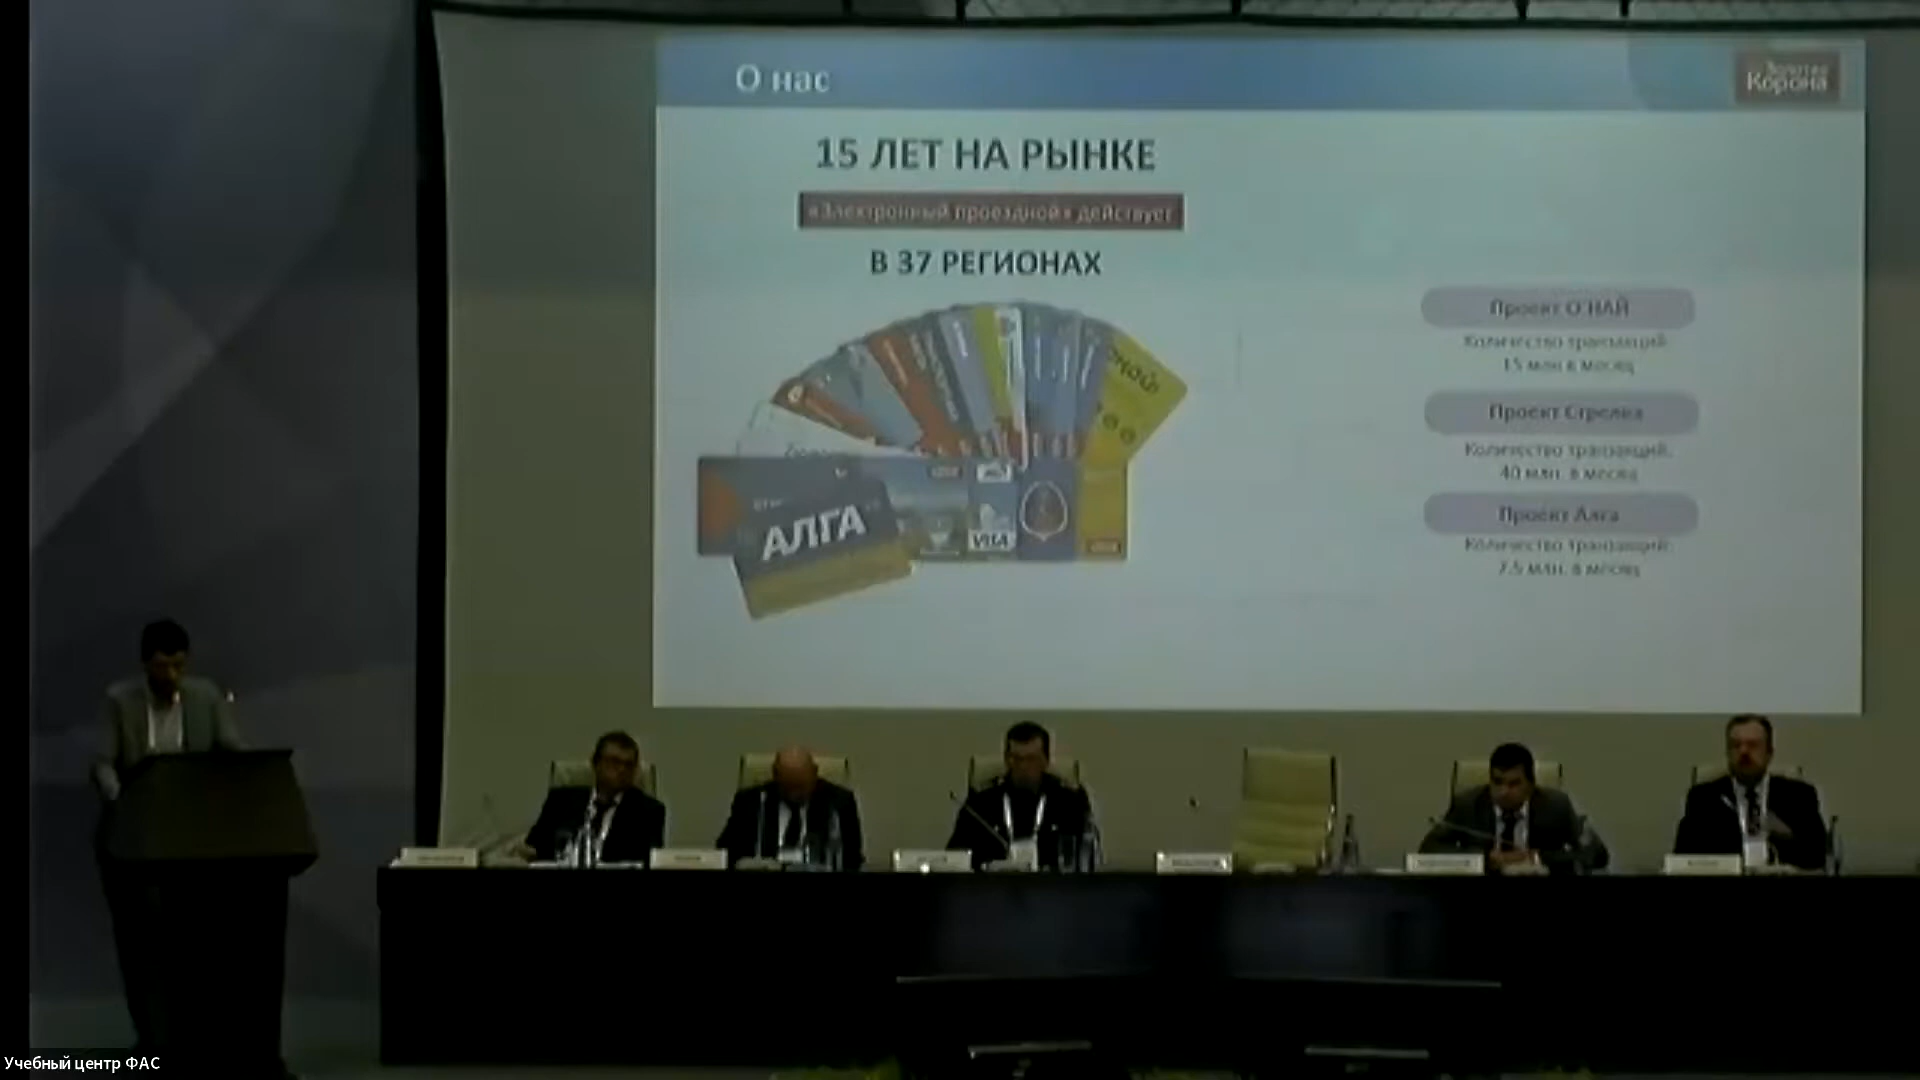 О нас
Золотая
Корона
15 ЛЕТ НА РЫНКЕ
«Электронный проездной» действует
В 37 РЕГИОНАХ
Проект О'НАЙ
Количество транзакций:
15 млн в месяц
Проект Стрелка
Количество транзакций:
40 млн. в месяц
Проект Алга
Количество транзакций:
7.5 млн. в месяц
ОНАЙ
АЛГА
VISA
Учебный центр ФАС